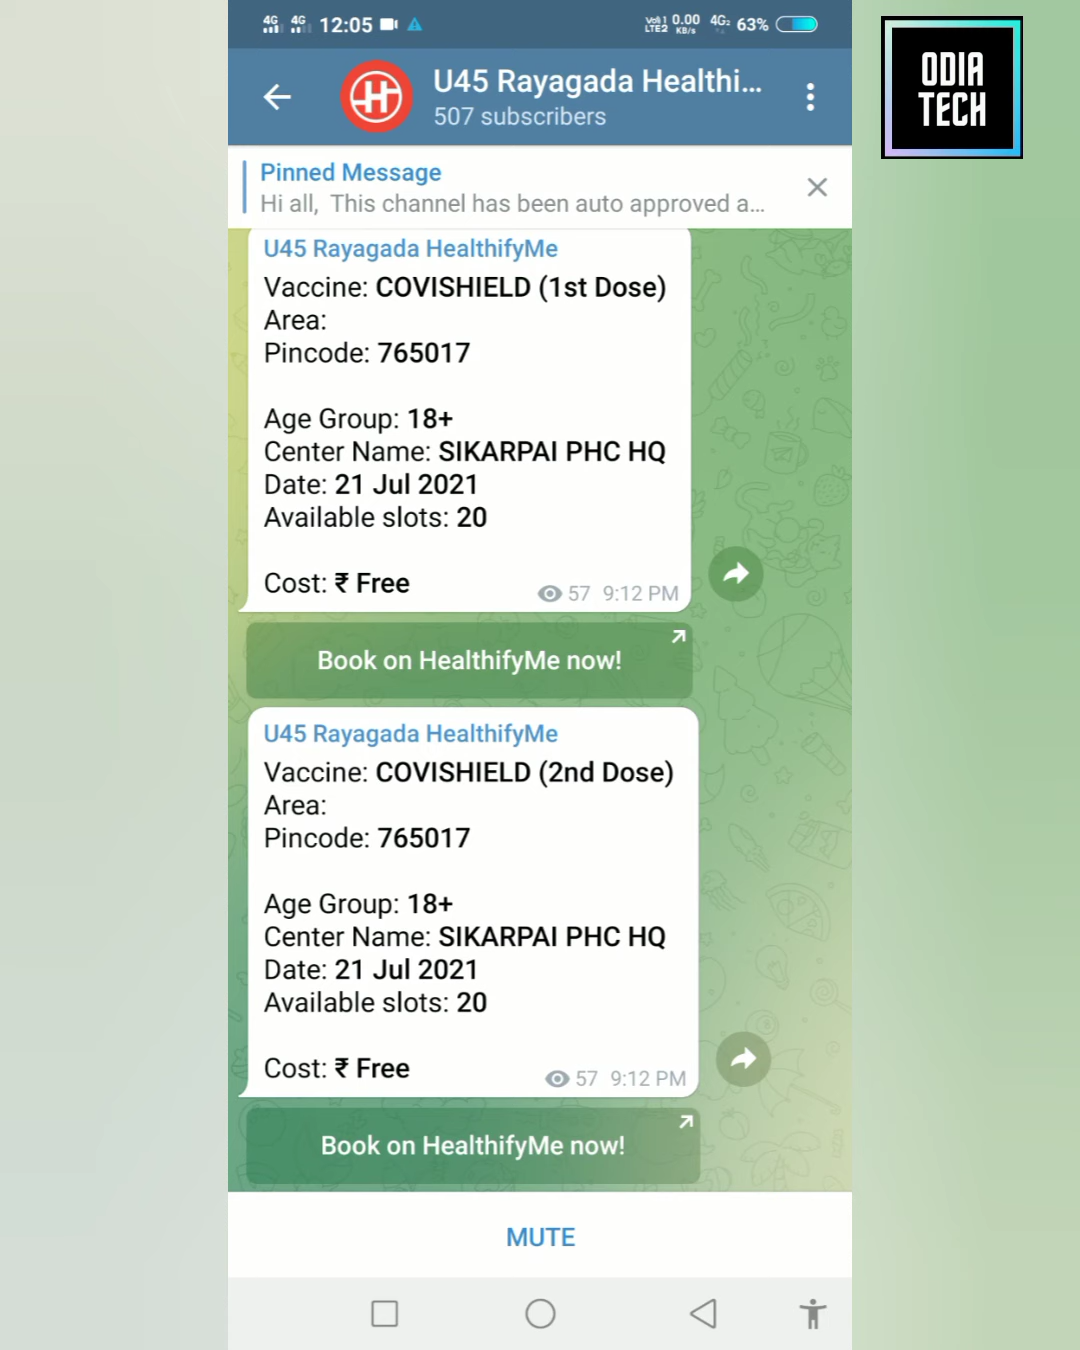 4G 4G 12:05
VoI) 1 LTE2 0.00 KB/s 4G2 63%
ODIA
TECH
U45 Rayagada Healthi...
507 subscribers
Pinned Message
Hi all, This channel has been auto approved a...
U45 Rayagada HealthifyMe
Vaccine: COVISHIELD (1st Dose)
Area:
Pincode: 765017
Age Group: 18+
Center Name: SIKARPAI PHC HQ
Date: 21 Jul 2021
Available slots: 20
Cost: ₹ Free
57 9:12 PM
Book on HealthifyMe now!
U45 Rayagada HealthifyMe
Vaccine: COVISHIELD (2nd Dose)
Area:
Pincode: 765017
Age Group: 18+
Center Name: SIKARPAI PHC HQ
Date: 21 Jul 2021
Available slots: 20
Cost: ₹ Free
57 9:12 PM
Book on HealthifyMe now!
MUTE